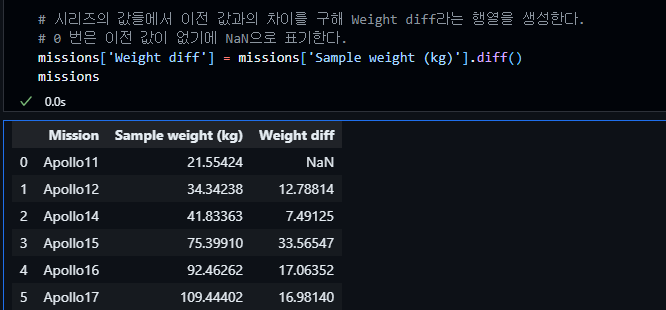 # 시리즈의 값들에서 이전 값과의 차이를 구해 Weight diff라는 행열을 생성한다.
# 0 번은 이전 값이 없기에 NaN으로 표기한다.
missions['Weight diff'] = missions['Sample weight (kg)'].diff()
missions
0.0s
Mission Sample weight (kg) Weight diff
0 Apollo11 21.55424 NaN
1 Apollo12 34.34238 12.78814
2 Apollo14 41.83363 7.49125
3 Apollo15 75.39910 33.56547
4 Apollo16 92.46262 17.06352
5 Apollo17 109.44402 16.98140